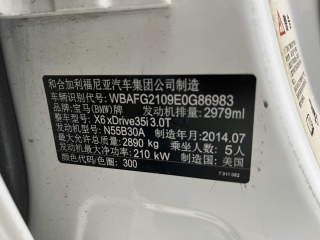 和合加利福尼亚汽车集团公司制造
车辆识别代号: WBAFG2109E0G86983
品牌: 宝马(BMW)牌 发动机排量: 2979ml
整车型号: X6 xDrive35i 3.0T
发动机型号: N55B30A 制造年月: 2014.07
最大允许总质量: 2890 kg 乘坐人数: 5人
发动机最大净功率: 210 kW 制造国: 美国
颜色代码/色圈: 300
7 311 062